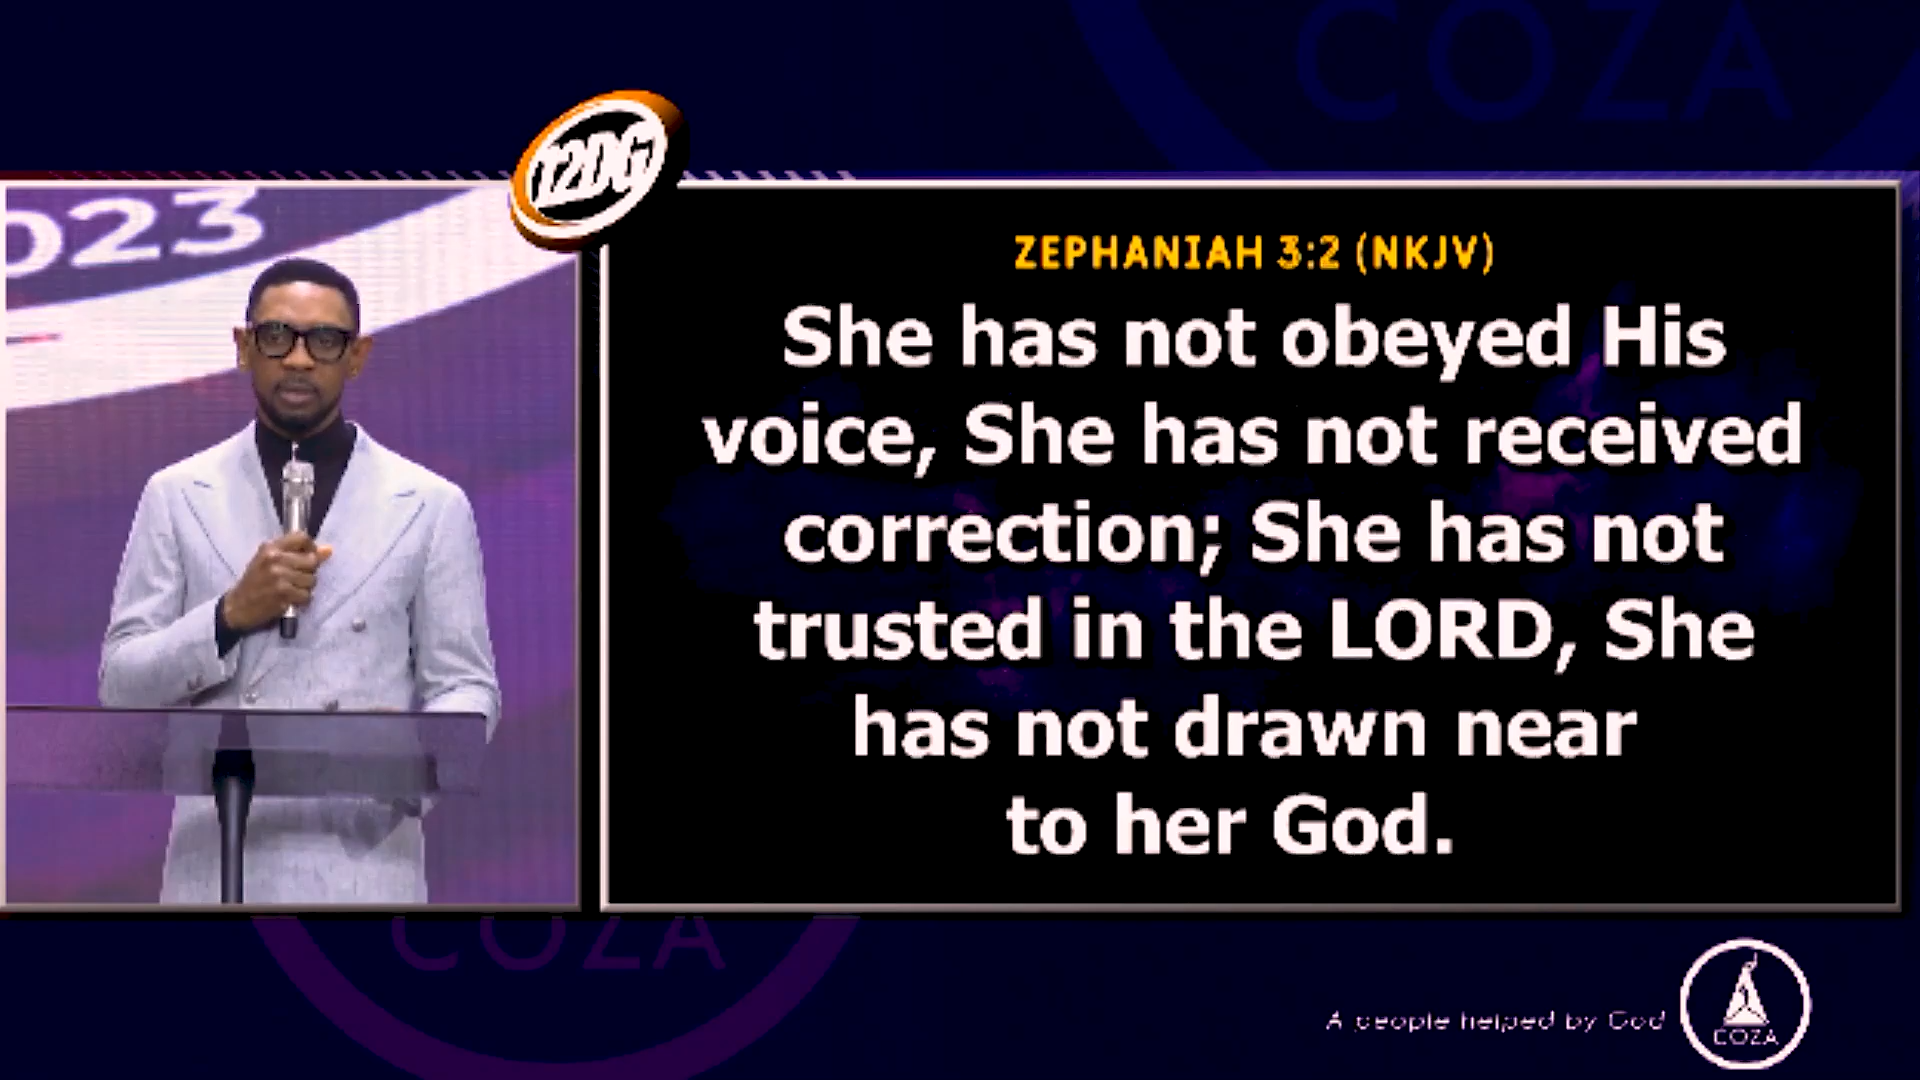 COZA
12DG
023
ZEPHANIAH 3:2 (NKJV)
She has not obeyed His
voice, She has not received
correction; She has not
trusted in the LORD, She
has not drawn near
to her God.
COZA
A people helped by God
COZA